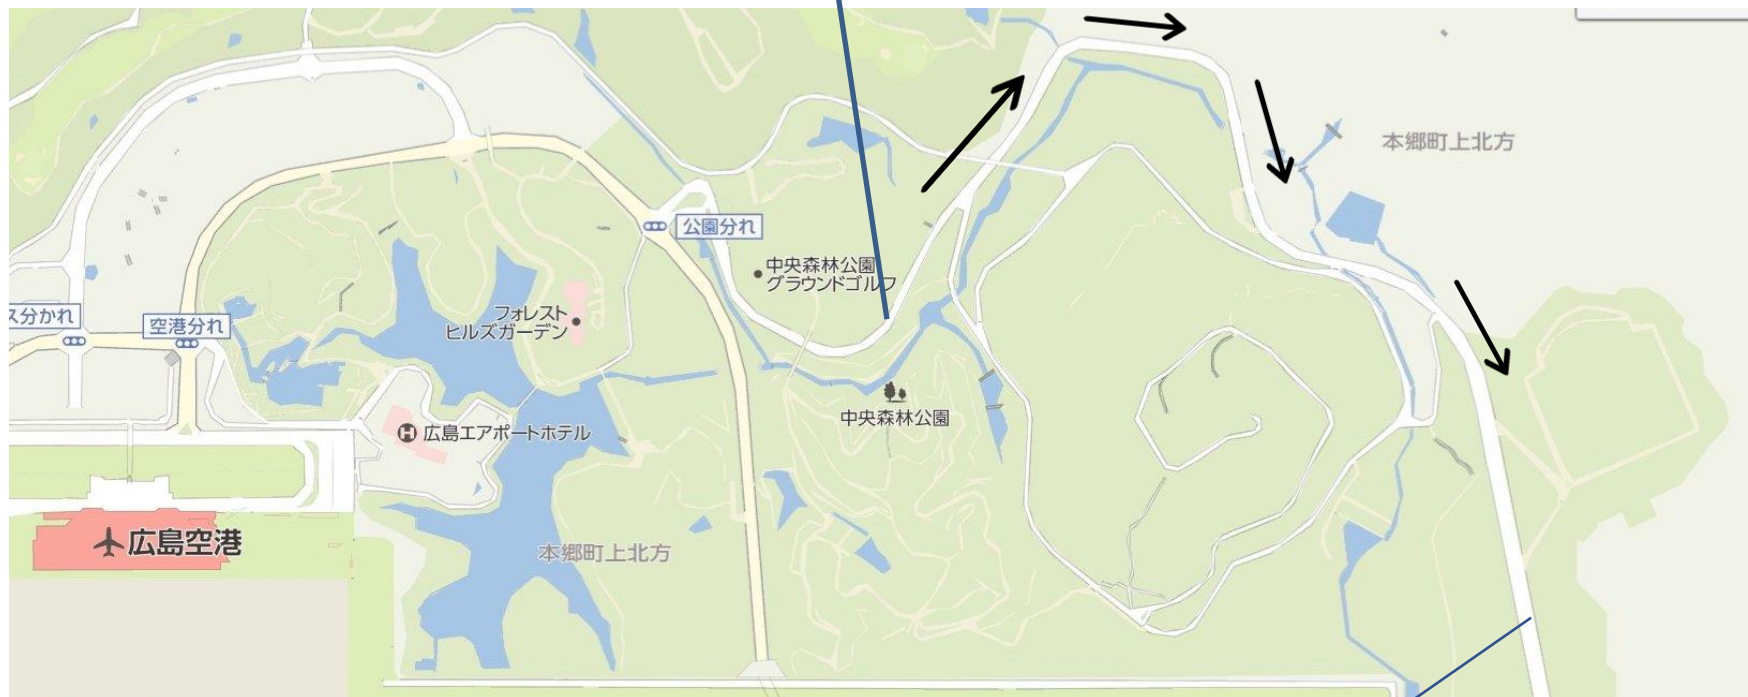 本郷町上北方
公園分れ
中央森林公園
グラウンドゴルフ
フォレスト
ヒルズガーデン
ス分かれ
空港分れ
中央森林公園
H 広島エアポートホテル
広島空港
本郷町上北方